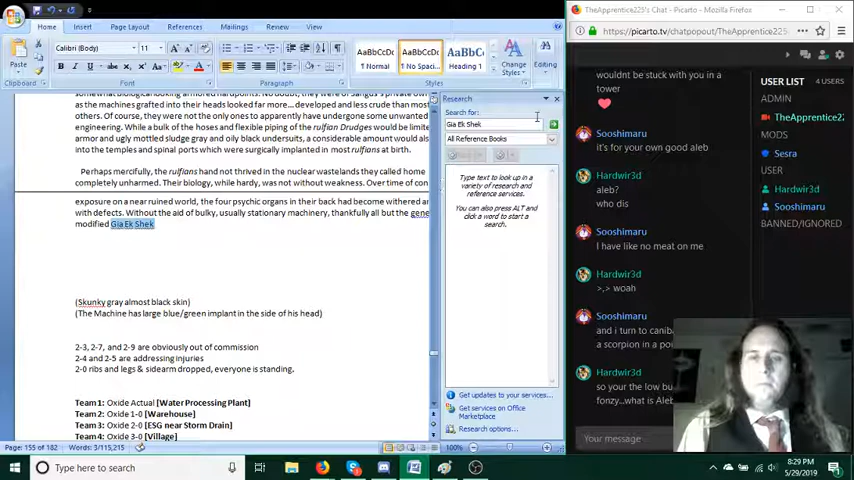 TheApprentice225's Chat — Mozilla Firefox
Home
Insert
Page Layout
References
Mailings
Review
View
https://picarto.tv/chatpopout/TheApprentice225
Calibri (Body)
11
Paste
AaBbCcDc
AaBbCcDc
AaBbCc
1 Normal
1 No Spaci...
Heading 1
Change
Styles
Editing
Clipboard
Font
Paragraph
Styles
somewhat biological looking armored hardpoints. No doubt, they were of Sangus's private
as the machines grafted into their heads looked far more... developed and less crude than most
others. Of course, they were not the only ones to apparently have undergone some unwanted
engineering. While a bulk of the hoses and flexible piping of the rulfian Drudges would be limited
armor and ugly mottled sludge gray and oily black undersuits, a considerable amount would also
into the temples and spinal ports which were surgically implanted in most rulfians at birth.
Perhaps mercifully, the rulfians hand not thrived in the nuclear wastelands they called home
completely unharmed. Their biology, while hardy, was not without weakness. Over time of con
exposure on a near ruined world, the four psychic organs in their back had become withered an
with defects. Without the aid of bulky, usually stationary machinery, thankfully all but the gene
modified Gia Ek Shek
(Skunky gray almost black skin)
(The Machine has large blue/green implant in the side of his head)
2-3, 2-7, and 2-9 are obviously out of commission
2-4 and 2-5 are addressing injuries
2-0 ribs and legs & sidearm dropped, everyone is standing.
Team 1: Oxide Actual [Water Processing Plant)
Team 2: Oxide 1-0 [Warehouse)
Team 3: Oxide 2-0 [ESG near Storm Drain)
Team 4: Oxide 3-0 [Village)
Research
Search for:
Gia Ek Shek
All Reference Books
Type text to look up in a
variety of research and
reference services.
You can also press ALT and
click a word to start a
search.
Get updates to your services...
Get services on Office
Marketplace
Research options...
Page: 155 of 182
Words: 3/115,215
100%
wouldnt be stuck with you in a
tower
Sooshimaru
it's for your own good aleb
Hardwir3d
aleb?
who dis
Sooshimaru
I have no meat on me
Hardwir3d
>,> woah
Sooshimaru
and i turn to caniba
a scorpion in a po
Hardwir3d
so your the low bu
fonzy...what is Aleb
Your message
USER LIST
4 USERS
ADMIN
TheApprentice2
MODS
Sesra
USER
Hardwir3d
Sooshimaru
BANNED/IGNORED
Type here to search
8:29 PM
5/29/2019